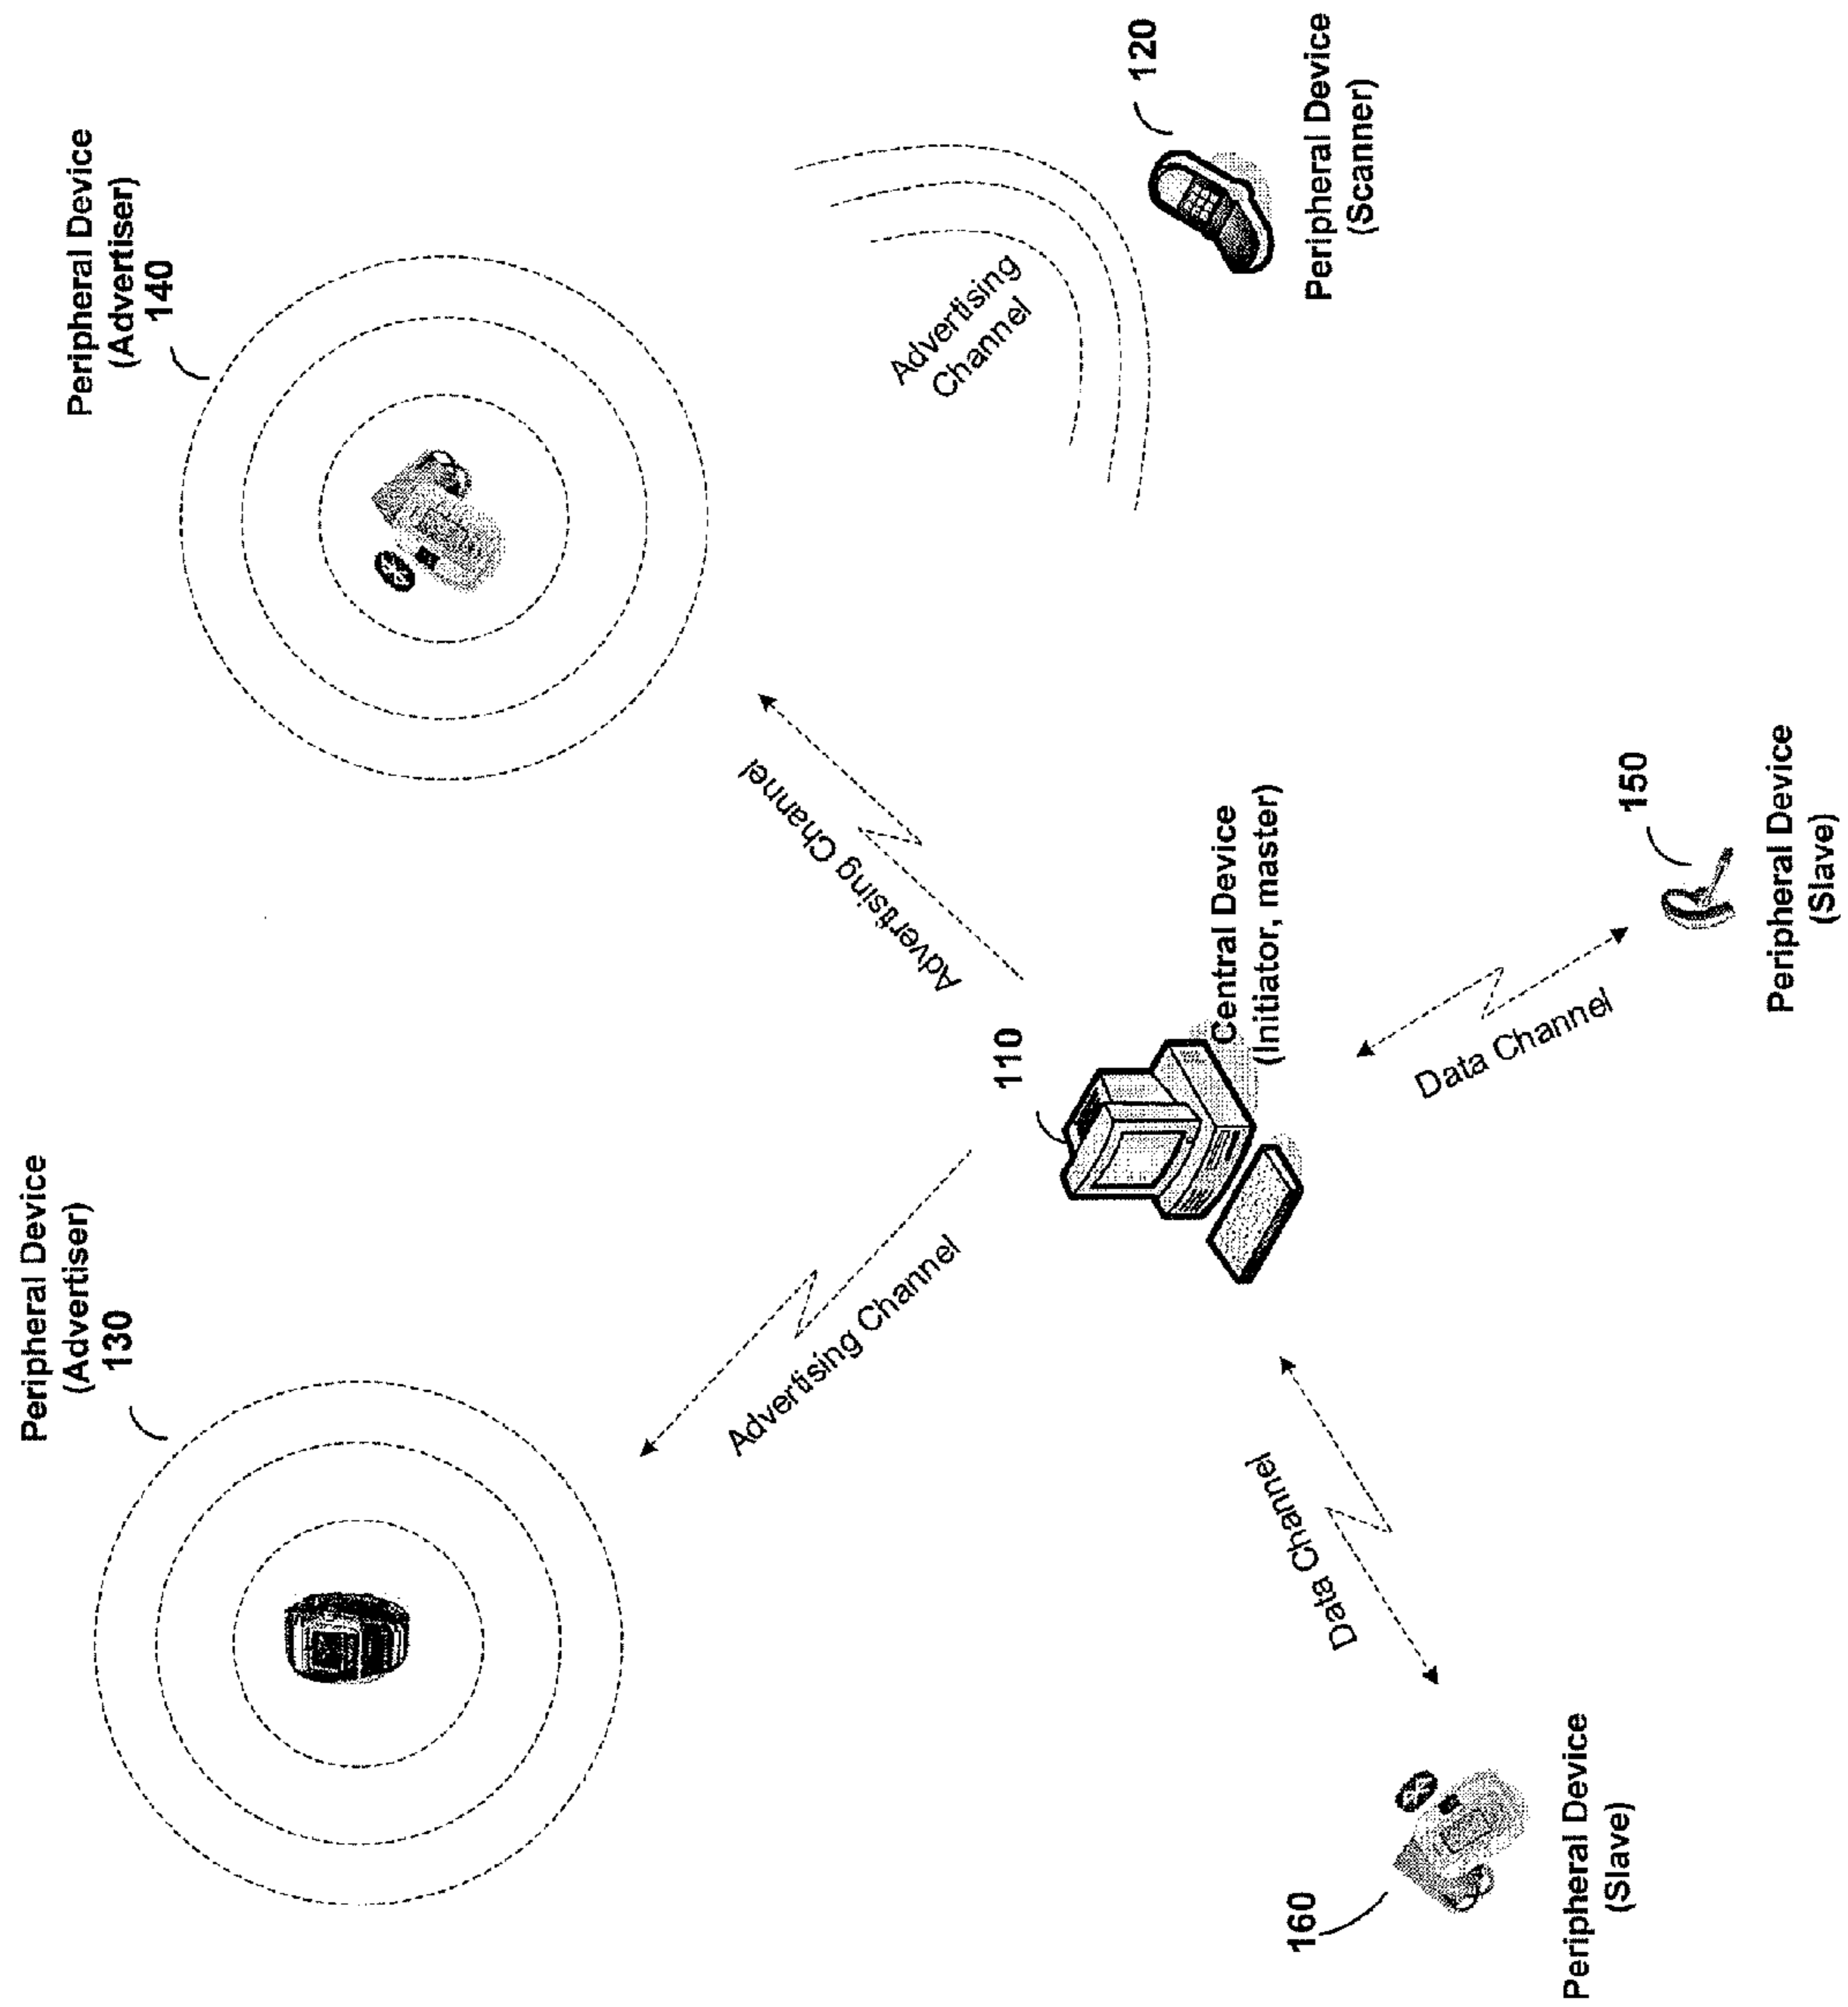 Peripheral Device
(Advertiser)
130
Peripheral Device
(Advertiser)
140
Advertising Channel
Advertising Channel
Advertising
Channel
110
Central Device
(Initiator, master)
120
Peripheral Device
(Scanner)
Data Channel
Data Channel
160
Peripheral Device
(Slave)
150
Peripheral Device
(Slave)